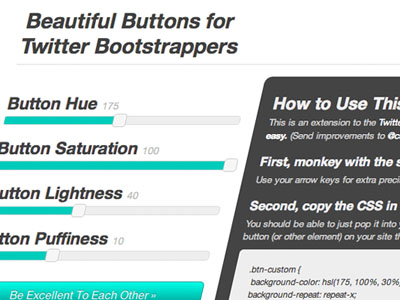 Beautiful Buttons for
Twitter Bootstrappers
Button Hue 175
Button Saturation 100
utton Lightness 40
tton Puffiness 10
Be Excellent To Each Other »
How to Use This
This is an extension to the Twitte
easy. (Send improvements to @c
First, monkey with the s
Use your arrow keys for extra preci
Second, copy the CSS in
You should be able to just pop it into y
button (or other element) on your site th
.btn-custom {
background-color: hsl(175, 100%, 30%)
background-repeat: repeat-x;